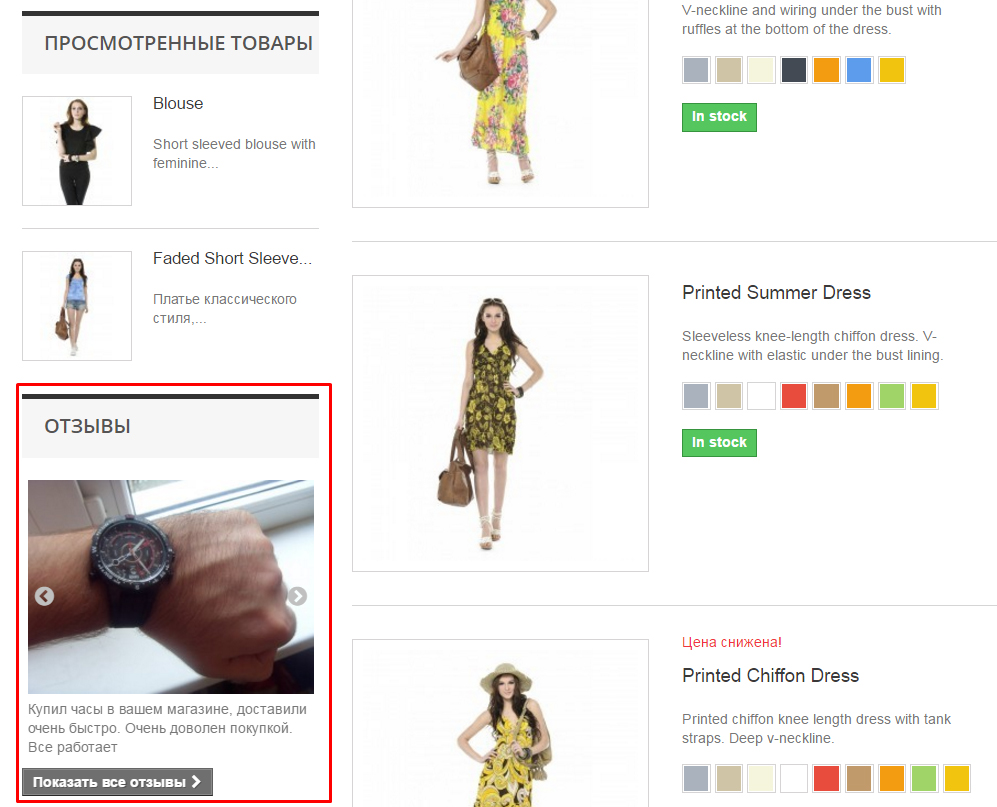 ПРОСМОТРЕННЫЕ ТОВАРЫ
Blouse
Short sleeved blouse with
feminine...
Faded Short Sleeve...
Платье классического
стиля,...
ОТЗЫВЫ
Купил часы в вашем магазине, доставили
очень быстро. Очень доволен покупкой.
Все работает
Показать все отзывы
V-neckline and wiring under the bust with
ruffles at the bottom of the dress.
In stock
Printed Summer Dress
Sleeveless knee-length chiffon dress. V-
neckline with elastic under the bust lining.
In stock
Цена снижена!
Printed Chiffon Dress
Printed chiffon knee length dress with tank
straps. Deep v-neckline.